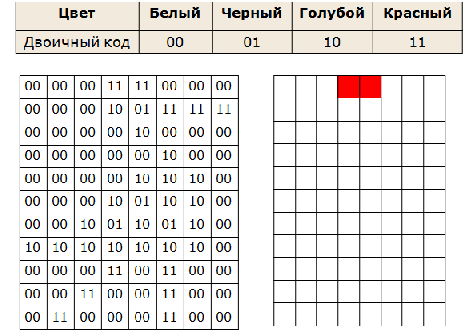 Цвет Белый Черный Голубой Красный
Двоичный код 00 01 10 11
00 00 00 11 11 00 00 00
00 00 00 10 01 11 11 11
00 00 00 00 10 00 00 00
00 00 00 00 00 10 00 00
00 00 00 00 10 10 10 00
00 00 00 10 01 10 10 00
00 00 10 01 10 01 10 00
10 10 10 10 10 10 10 00
00 00 00 11 00 11 00 00
00 00 11 00 00 11 00 00
00 11 00 00 00 11 00 00